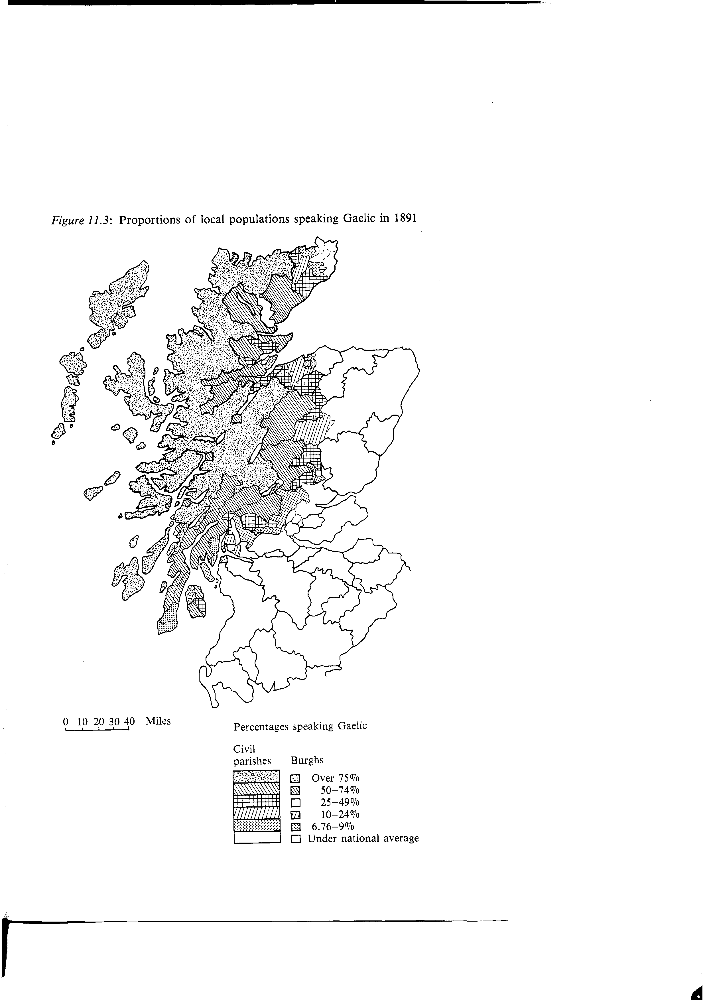 Figure 11.3: Proportions of local populations speaking Gaelic in 1891
0 10 20 30 40 Miles
Percentages speaking Gaelic
Civil
parishes Burghs
Over 75%
50–74%
25–49%
10–24%
6.76–9%
Under national average